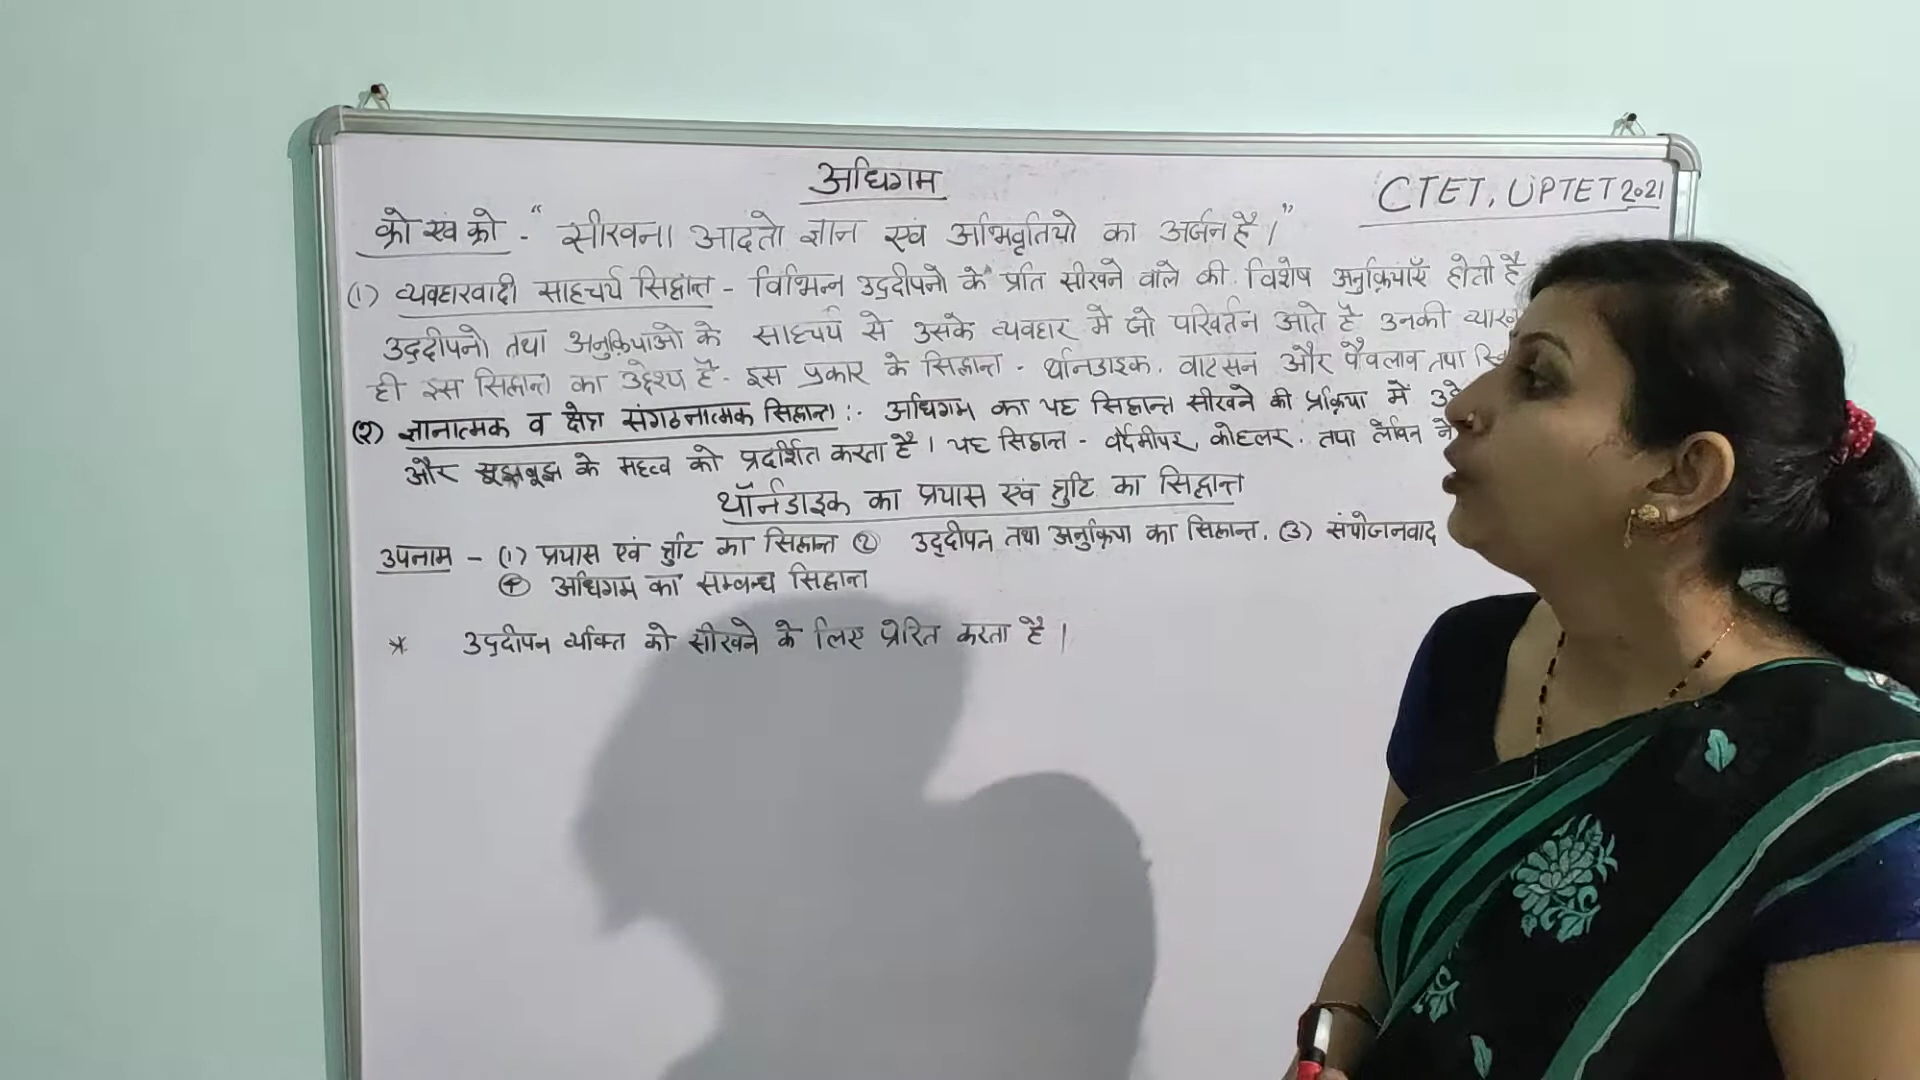 अधिगम
CTET, UPTET 2021
क्रो एवं क्रो - "सीखना आदतो ज्ञान एवं अभिवृतियो का अर्जन है।"
(1) व्यवहारवादी साहचर्य सिद्धान्त - विभिन्न उद्दीपनो के प्रति सीखने वाले की विशेष अनुक्रियाएँ होती है
उद्दीपनो तथा अनुक्रियाओ के साहचर्य से उसके व्यवहार मे जो परिवर्तन आते है उनकी
ही इस सिद्धान्त का उद्देश्य है - इस प्रकार के सिद्धान्त - थार्नडाइक, वाटसन और पैवलाव तथा
(२) ज्ञानात्मक व क्षेत्र संगठनात्मक सिद्धान्त :- अधिगम का यह सिद्धान्त सीखने की प्रक्रिया में
और सूझबूझ के महत्व को प्रदर्शित करता है। यह सिद्धान्त - वर्दमीयर, कोहलर, तथा लेविन ने
थॉर्नडाइक का प्रयास एवं त्रुटि का सिद्धान्त
उपनाम - (1) प्रयास एवं त्रुटि का सिद्धान्त ② उद्दीपन तथा अनुक्रिया का सिद्धान्त. (3) संयोजनवाद
④ अधिगम का सम्बन्ध सिद्धान्त
* उद्दीपन व्यक्ति को सीखने के लिए प्रेरित करता है।